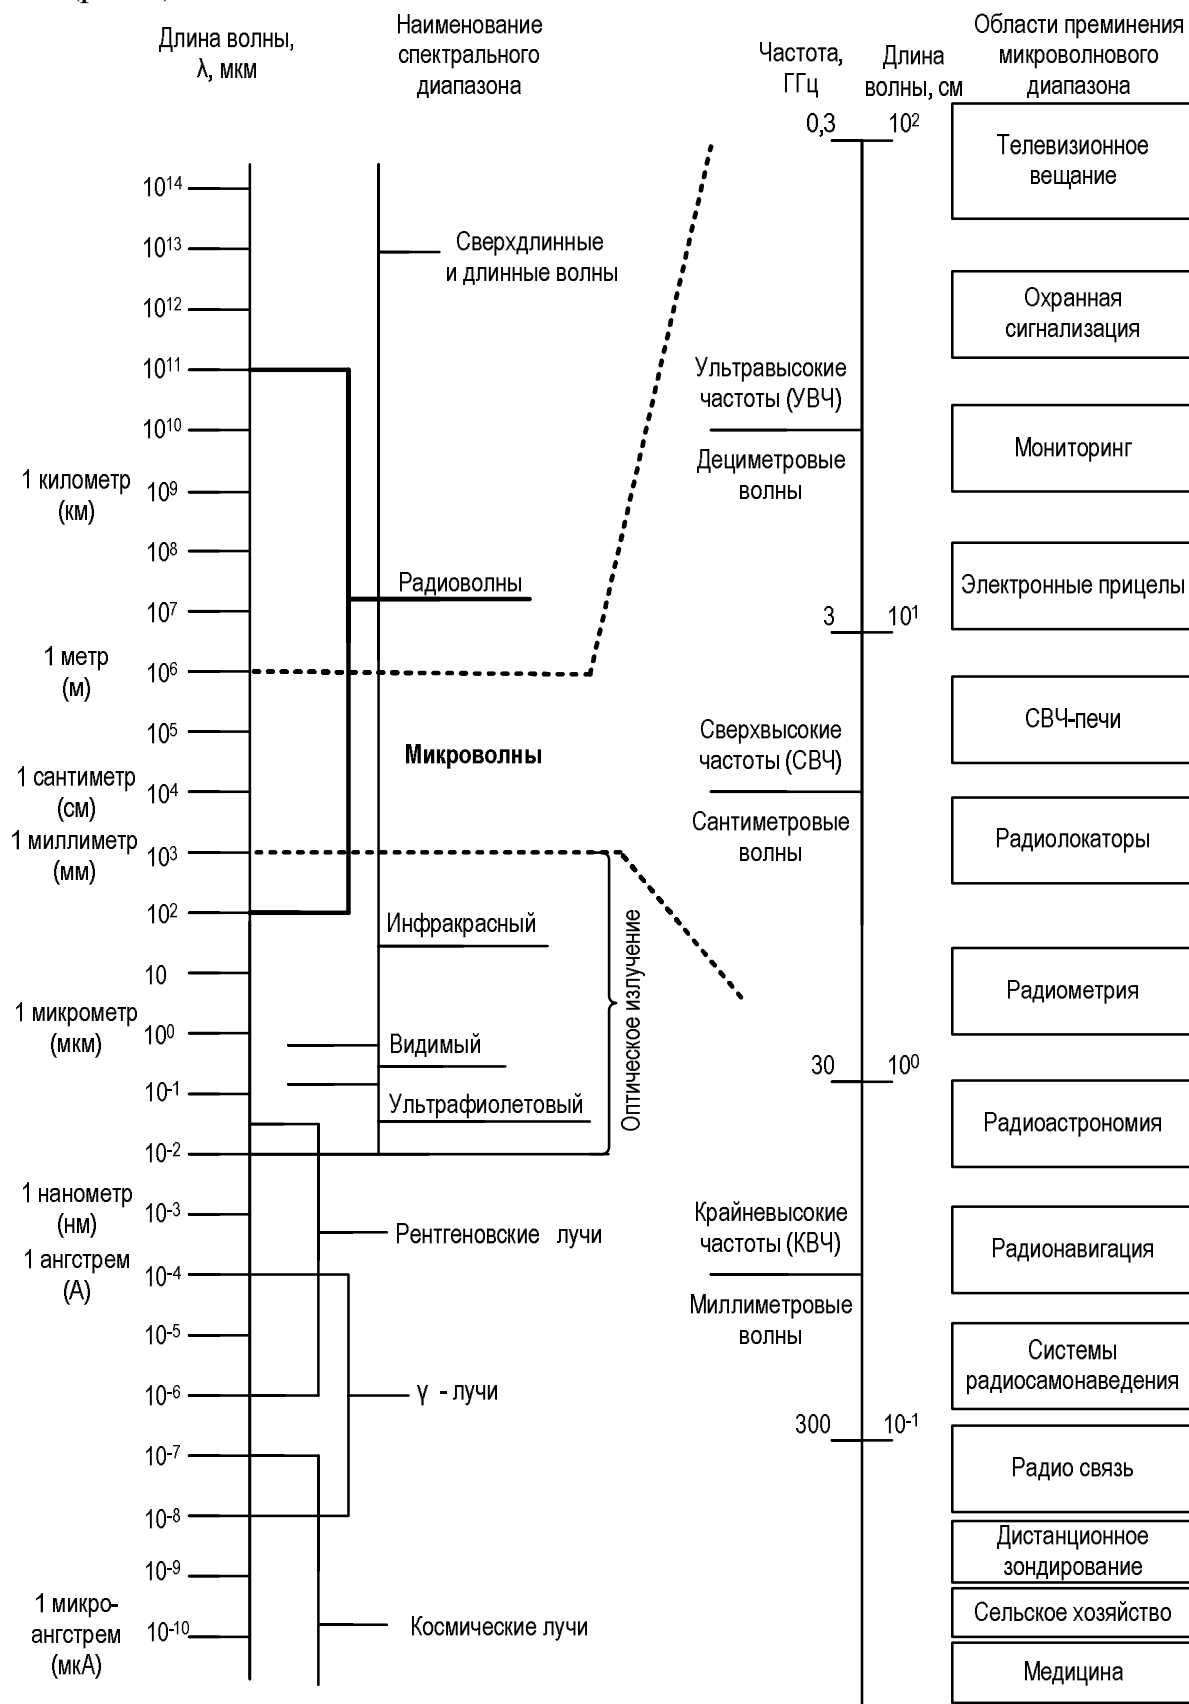 Длина волны,
λ, мкм
Наименование
спектрального
диапазона
Частота,
ГГц
Длина
волны, см
Области преминения
микроволнового
диапазона
10¹⁴
10¹³
10¹²
10¹¹
10¹⁰
1 километр
(км)
10⁹
10⁸
10⁷
1 метр
(м)
10⁶
10⁵
1 сантиметр
(см)
10⁴
1 миллиметр
(мм)
10³
10²
10
1 микрометр
(мкм)
10⁰
10⁻¹
10⁻²
1 нанометр
(нм)
10⁻³
1 ангстрем
(А)
10⁻⁴
10⁻⁵
10⁻⁶
10⁻⁷
10⁻⁸
10⁻⁹
1 микро-
ангстрем
(мкА)
10⁻¹⁰
Сверхдлинные
и длинные волны
Радиоволны
Микроволны
Инфракрасный
Видимый
Ультрафиолетовый
Оптическое излучение
Рентгеновские лучи
γ - лучи
Космические лучи
0,3
10²
Ультравысокие
частоты (УВЧ)
Дециметровые
волны
3
10¹
Сверхвысокие
частоты (СВЧ)
Сантиметровые
волны
30
10⁰
Крайневысокие
частоты (КВЧ)
Миллиметровые
волны
300
10⁻¹
Телевизионное
вещание
Охранная
сигнализация
Мониторинг
Электронные прицелы
СВЧ-печи
Радиолокаторы
Радиометрия
Радиоастрономия
Радионавигация
Системы
радиосамонаведения
Радио связь
Дистанционное
зондирование
Сельское хозяйство
Медицина